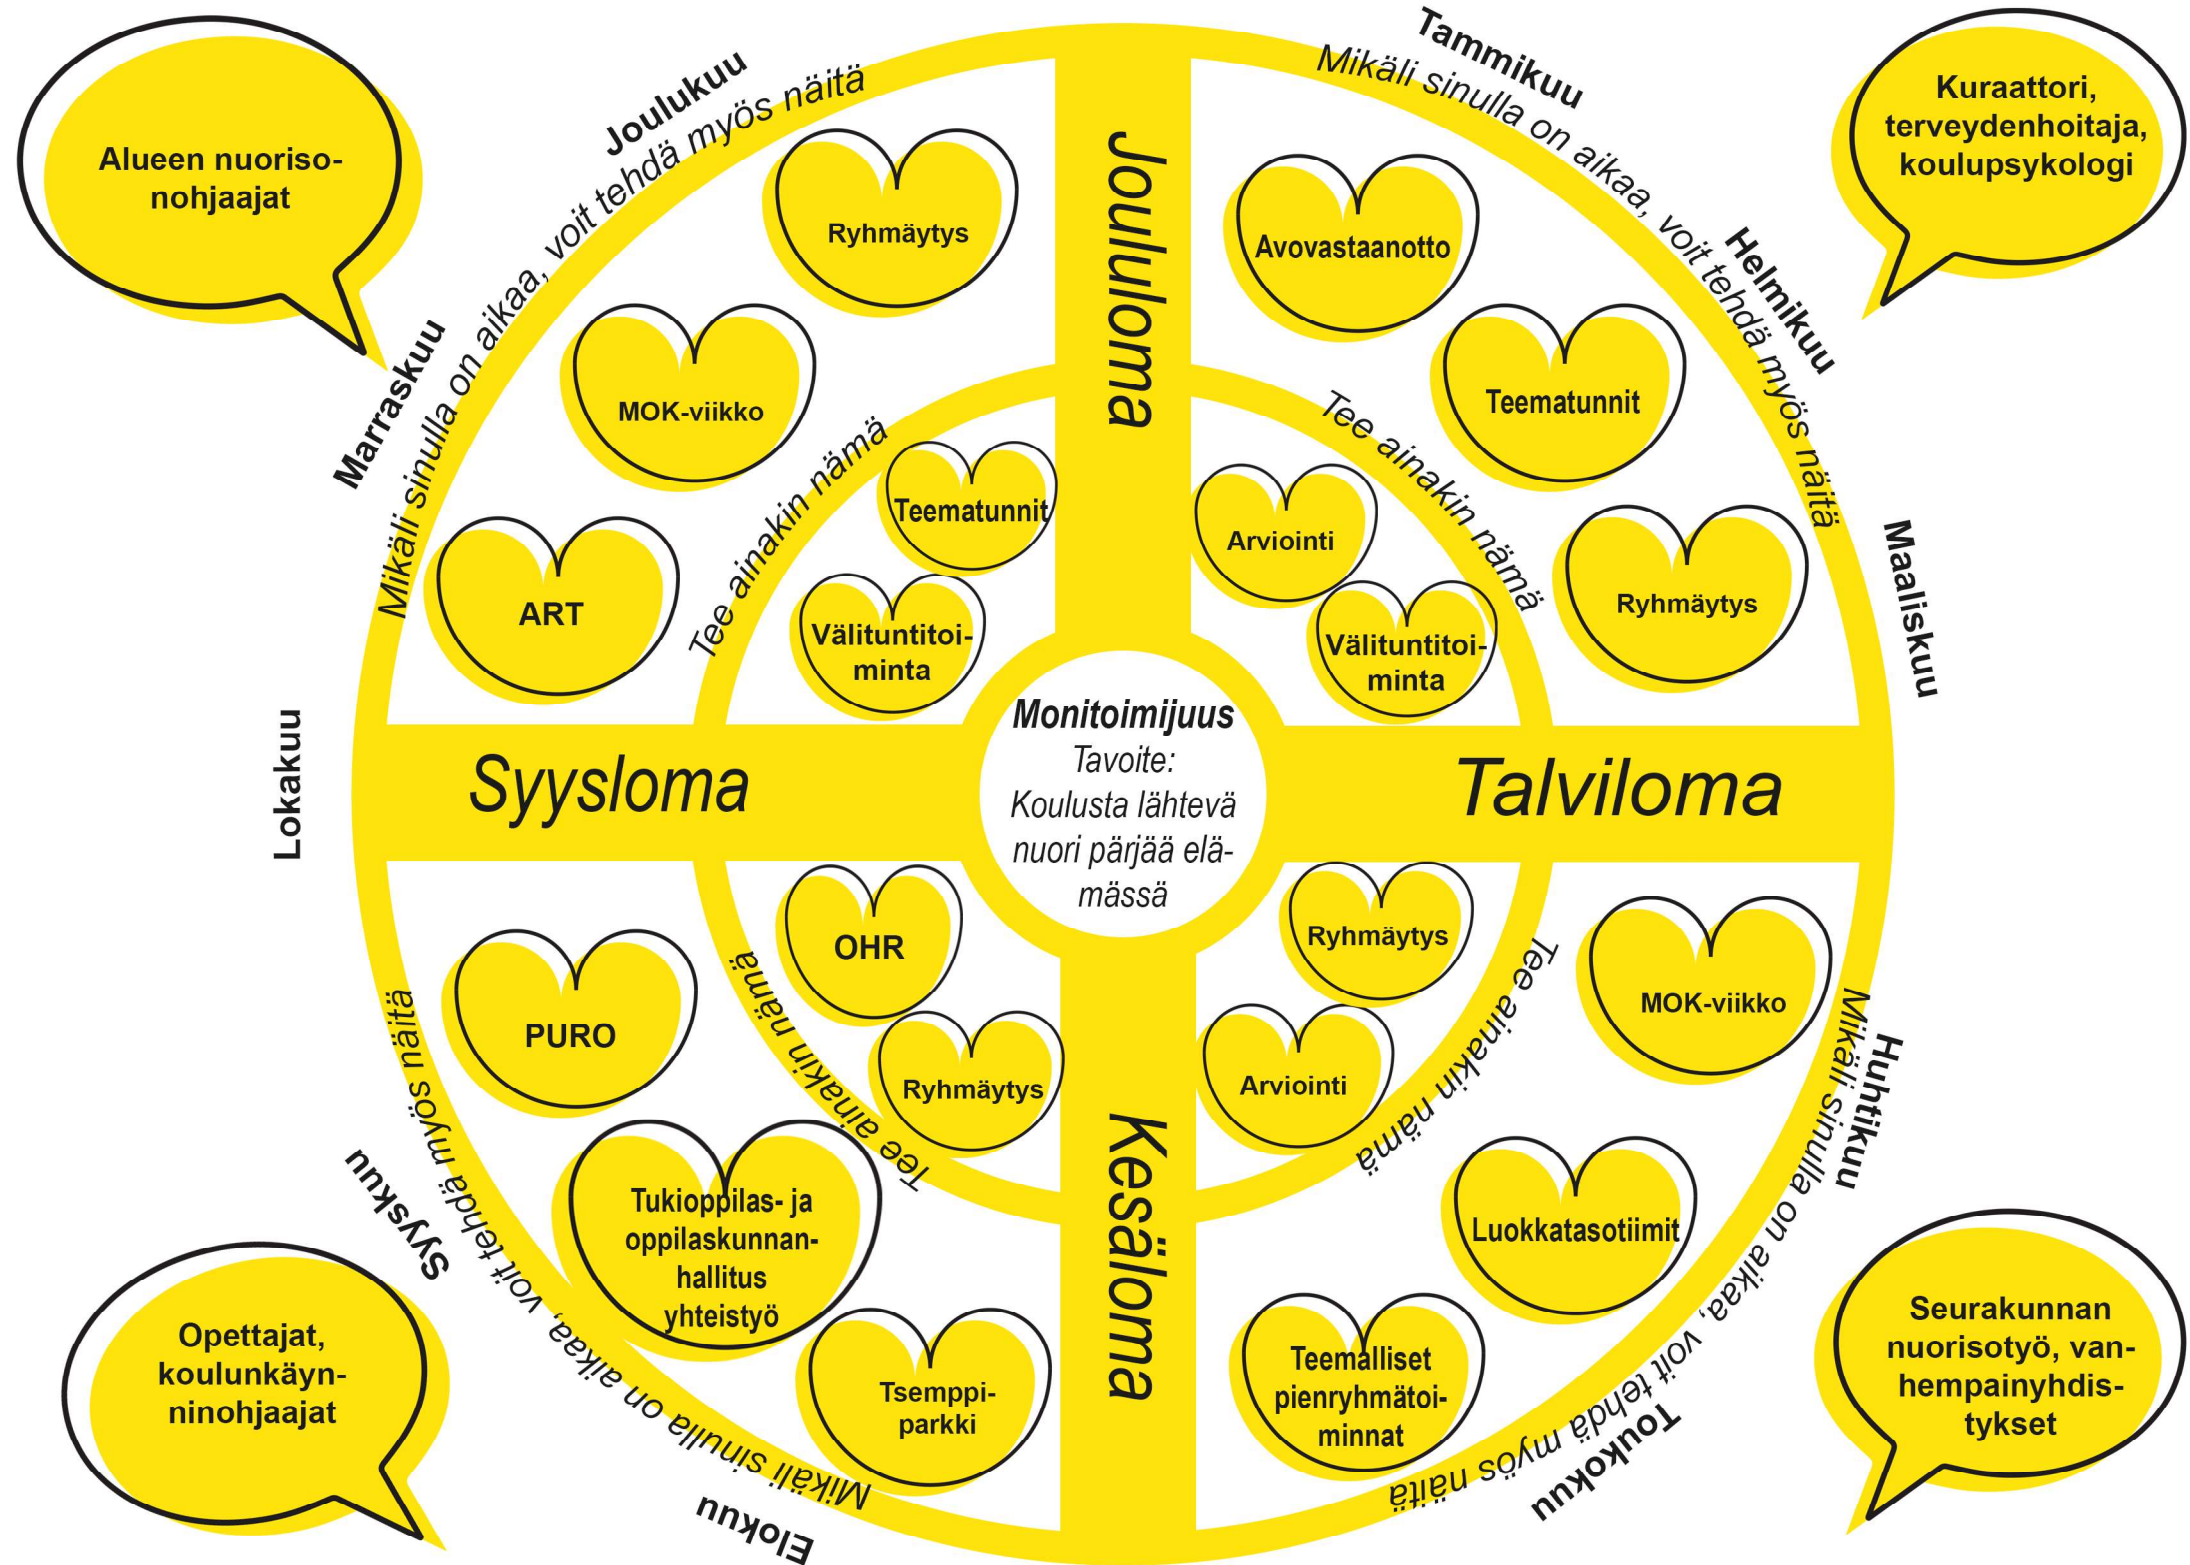 Alueen nuoriso-
nohjaajat
Kuraattori,
terveydenhoitaja,
koulupsykologi
Opettajat,
koulunkäyn-
ninohjaajat
Seurakunnan
nuorisotyö, van-
hempainyhdis-
tykset
Monitoimijuus
Tavoite:
Koulusta lähtevä
nuori pärjää elä-
mässä
Kesäloma
Elokuu
Syyskuu
Mikäli sinulla on aikaa, voit tehdä myös näitä
PURO
Tukioppilas- ja
oppilaskunnan-
hallitus
yhteistyö
Tsemppi-
parkki
Tee ainakin nämä
OHR
Ryhmäytys
Syysloma
Lokakuu
Marraskuu
Joulukuu
Mikäli sinulla on aikaa, voit tehdä myös näitä
Ryhmäytys
MOK-viikko
ART
Tee ainakin nämä
Teematunnit
Välituntitoi-
minta
Joululoma
Tammikuu
Helmikuu
Maaliskuu
Mikäli sinulla on aikaa, voit tehdä myös näitä
Avovastaanotto
Teematunnit
Ryhmäytys
Tee ainakin nämä
Arviointi
Välituntitoi-
minta
Talviloma
Huhtikuu
Toukokuu
Mikäli sinulla on aikaa, voit tehdä myös näitä
MOK-viikko
Luokkatasotiimit
Teemalliset
pienryhmätoi-
minnat
Tee ainakin nämä
Ryhmäytys
Arviointi